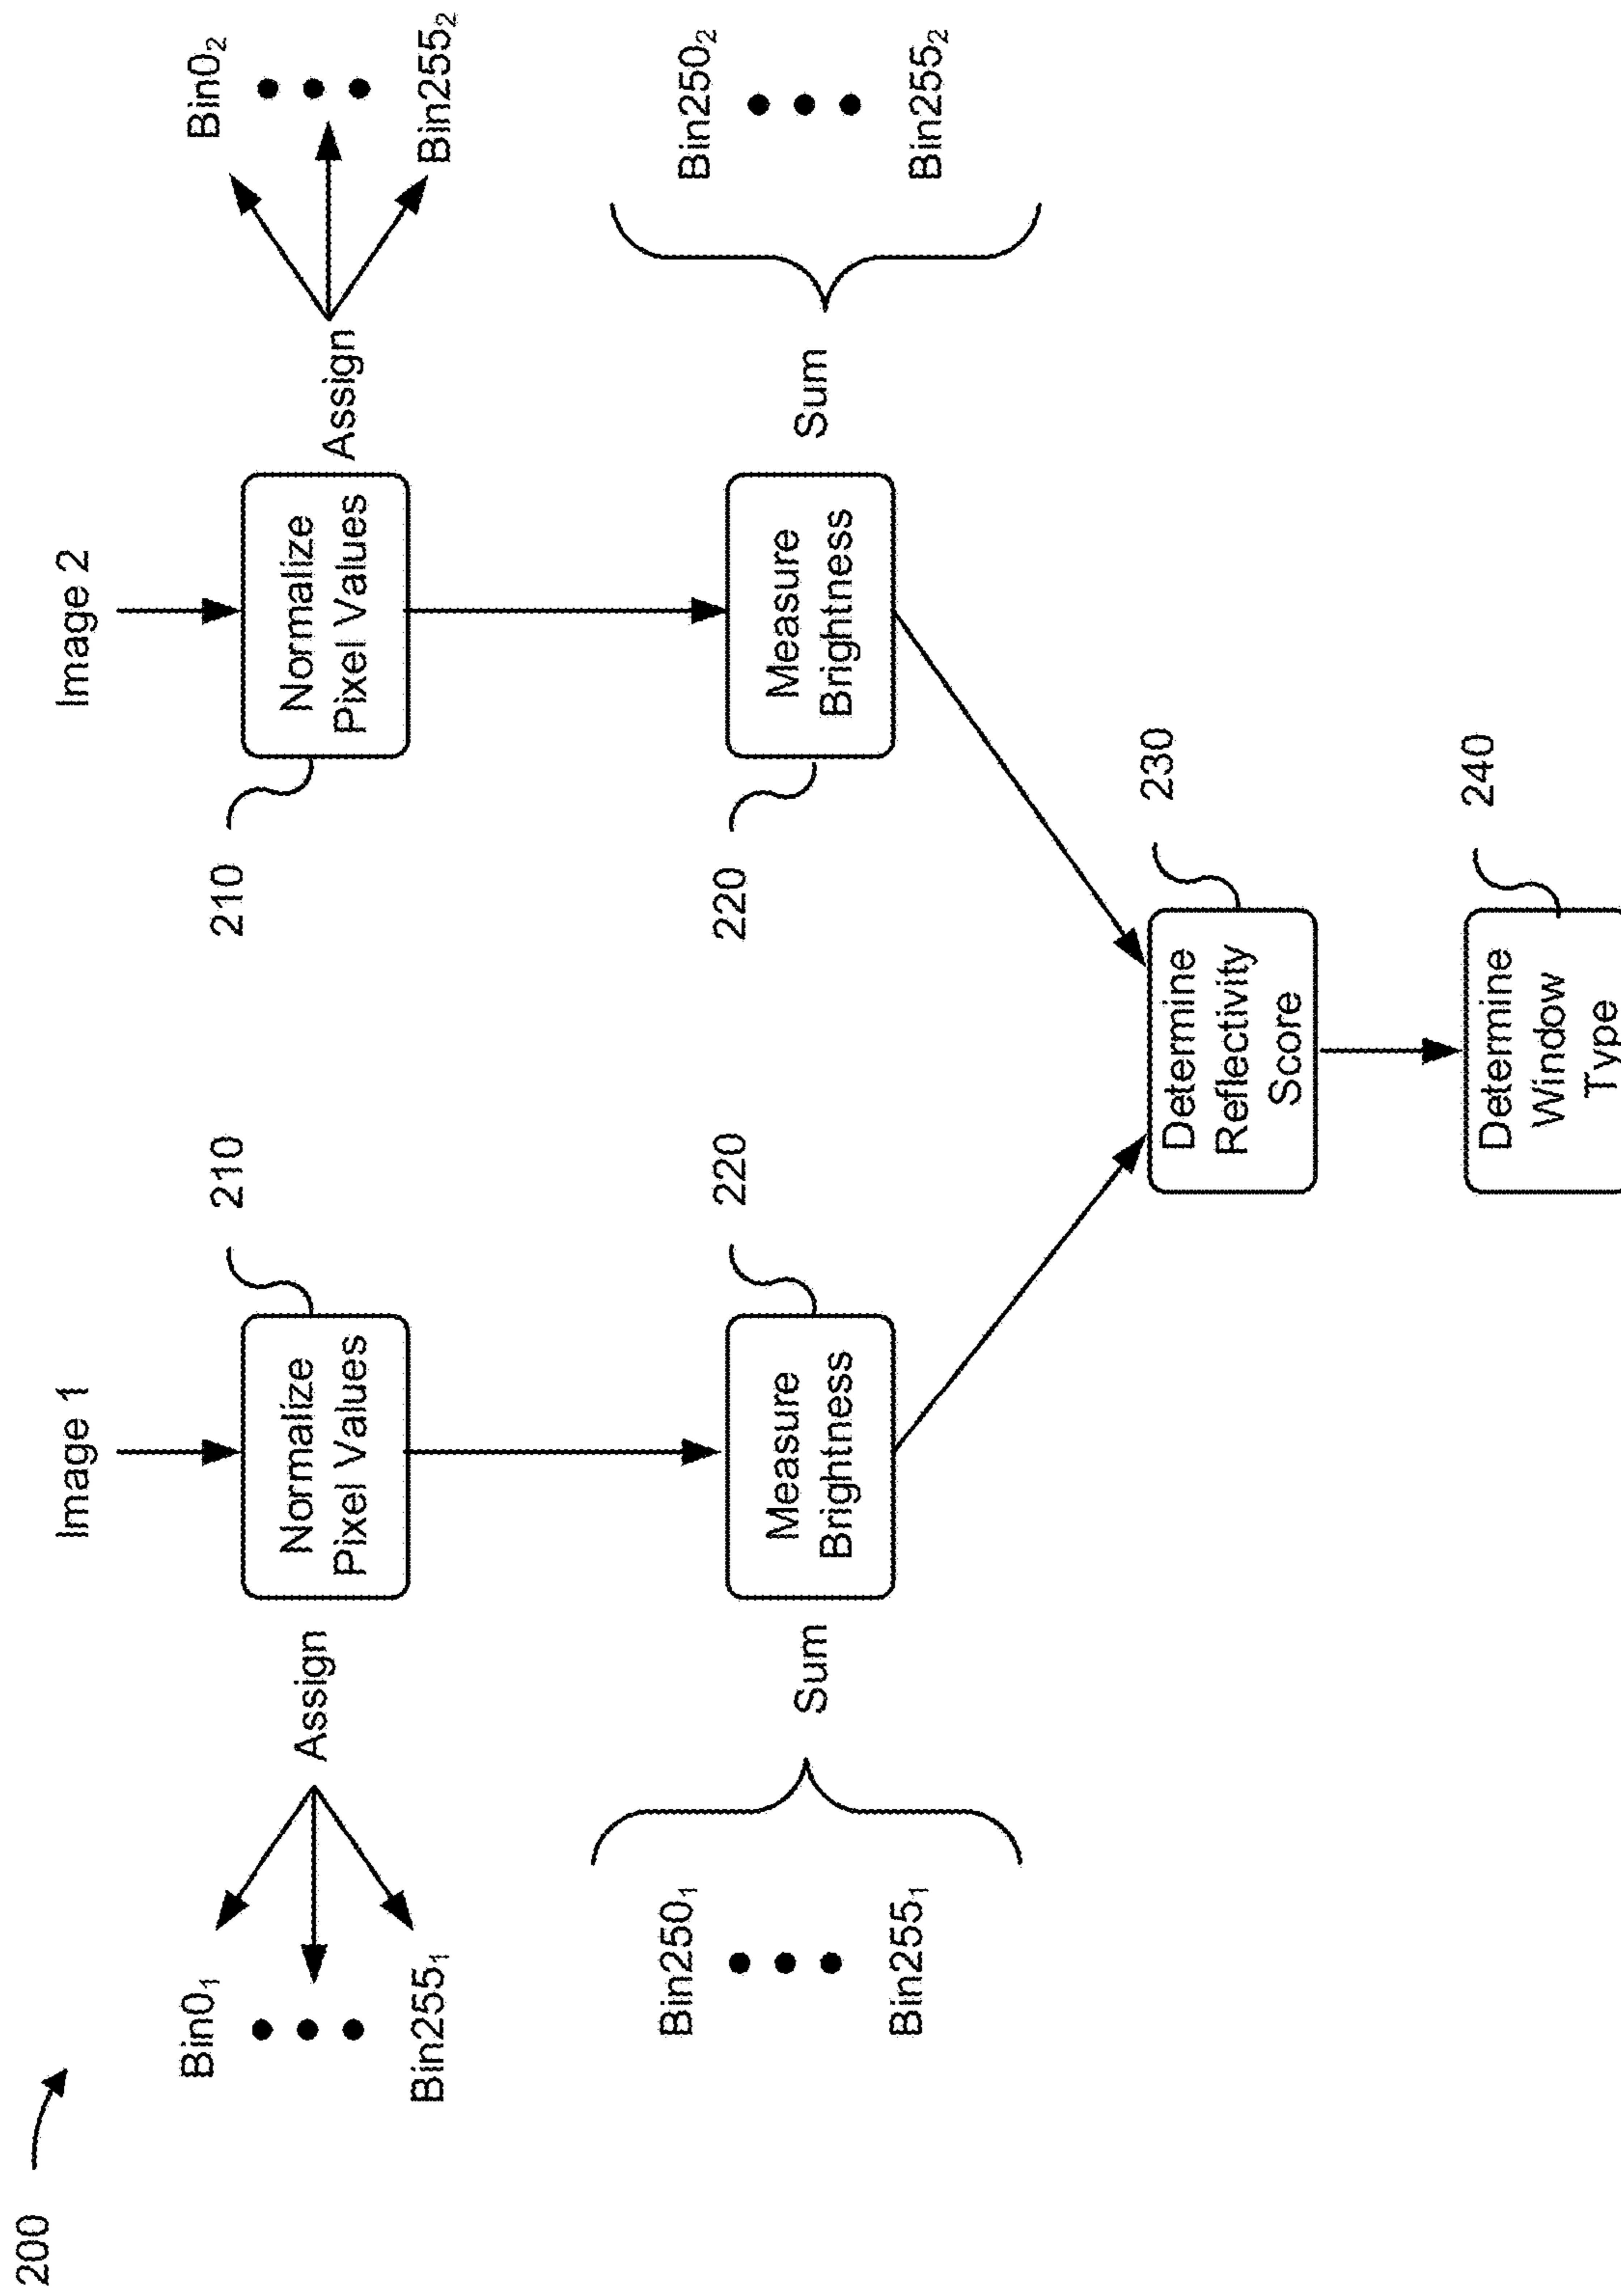 200
Image 1
Image 2
Bin0₁
Bin255₁
Assign
Normalize
Pixel Values
210
210
Normalize
Pixel Values
Assign
Bin0₂
Bin255₂
Bin250₁
Bin255₁
Sum
Measure
Brightness
220
220
Measure
Brightness
Sum
Bin250₂
Bin255₂
Determine
Reflectivity
Score
230
Determine
Window
Type
240